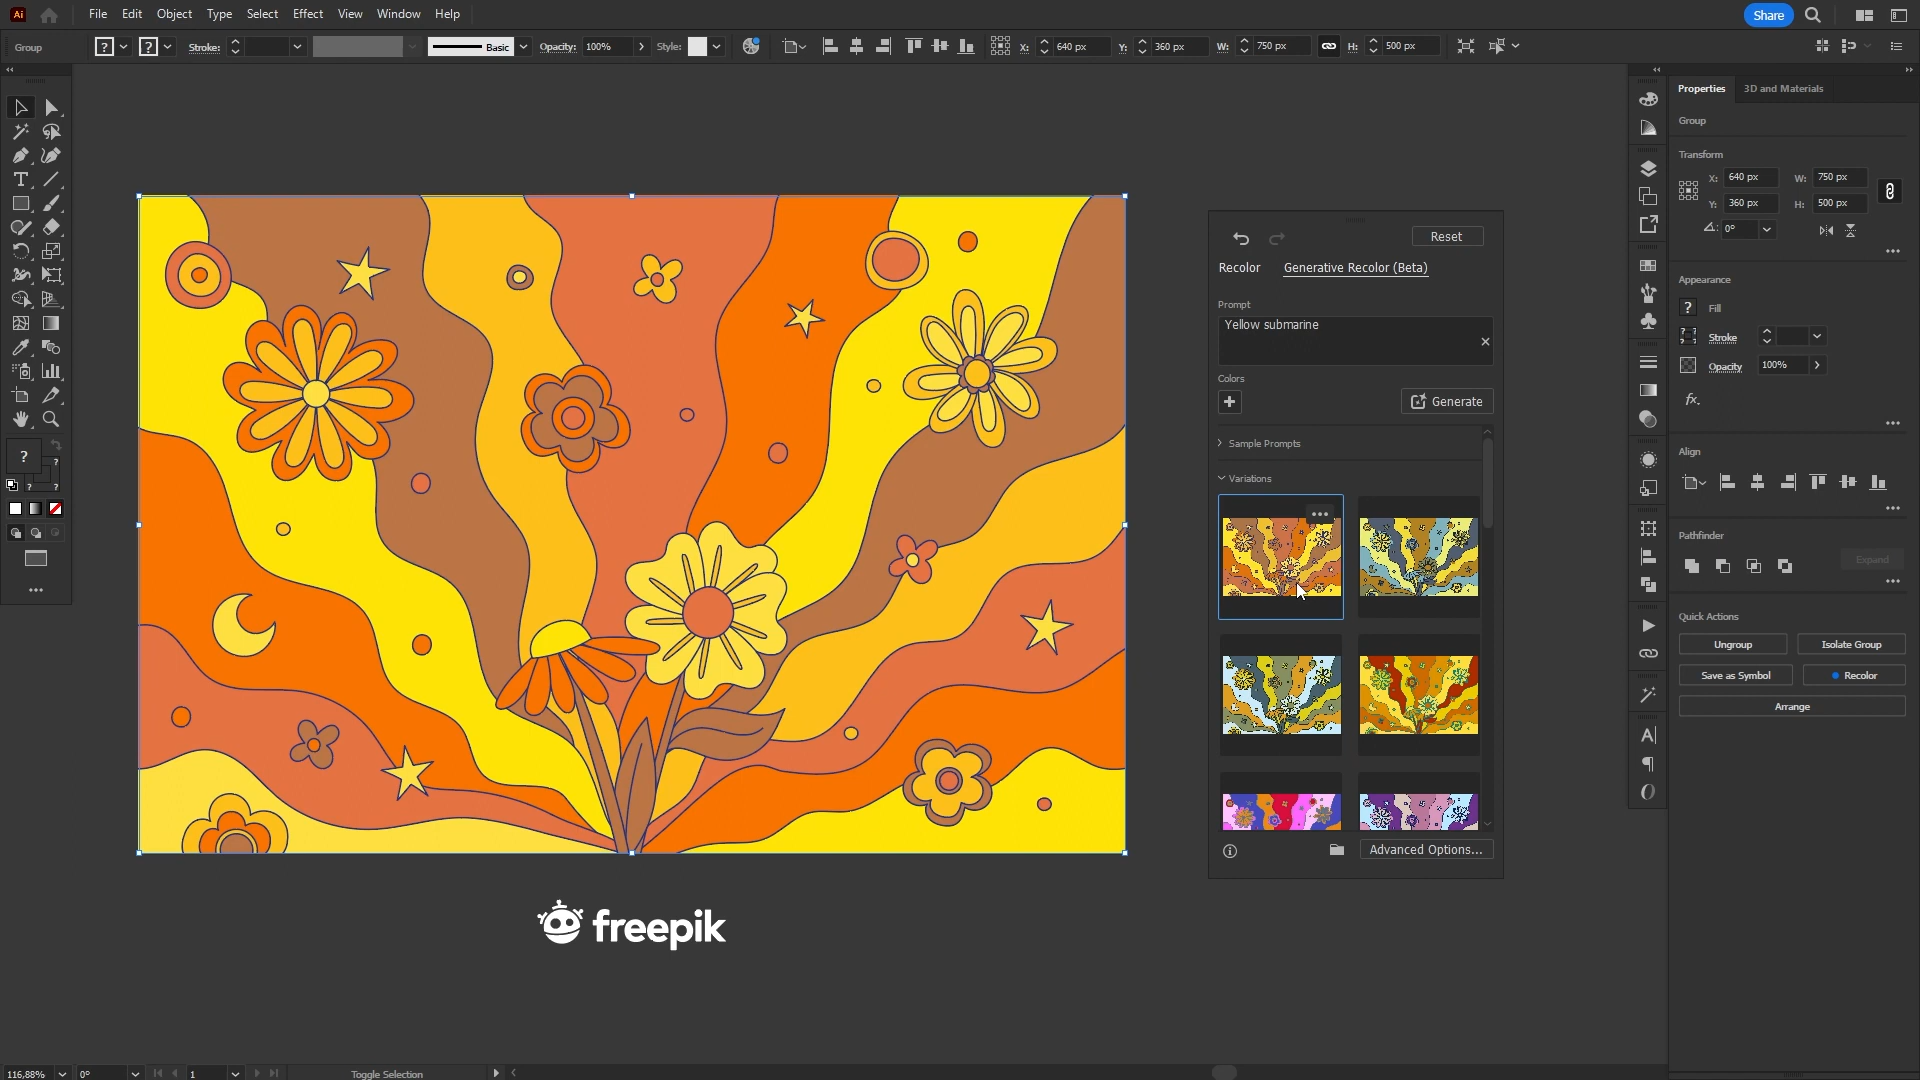 Ai File Edit Object Type Select Effect View Window Help Share
Group ? ? Stroke: Basic Opacity: 100% Style: X: 640 px Y: 360 px W: 750 px H: 500 px
Properties 3D and Materials
Group
Transform
X: 640 px W: 750 px
Y: 360 px H: 500 px
0°
Appearance
? Fill
Stroke
Opacity 100%
fx.
Align
Pathfinder
Expand
Quick Actions
Ungroup Isolate Group
Save as Symbol Recolor
Arrange
Reset
Recolor Generative Recolor (Beta)
Prompt
Yellow submarine
Colors
Generate
Sample Prompts
Variations
Advanced Options...
freepik
116,88% 0° 1 Toggle Selection